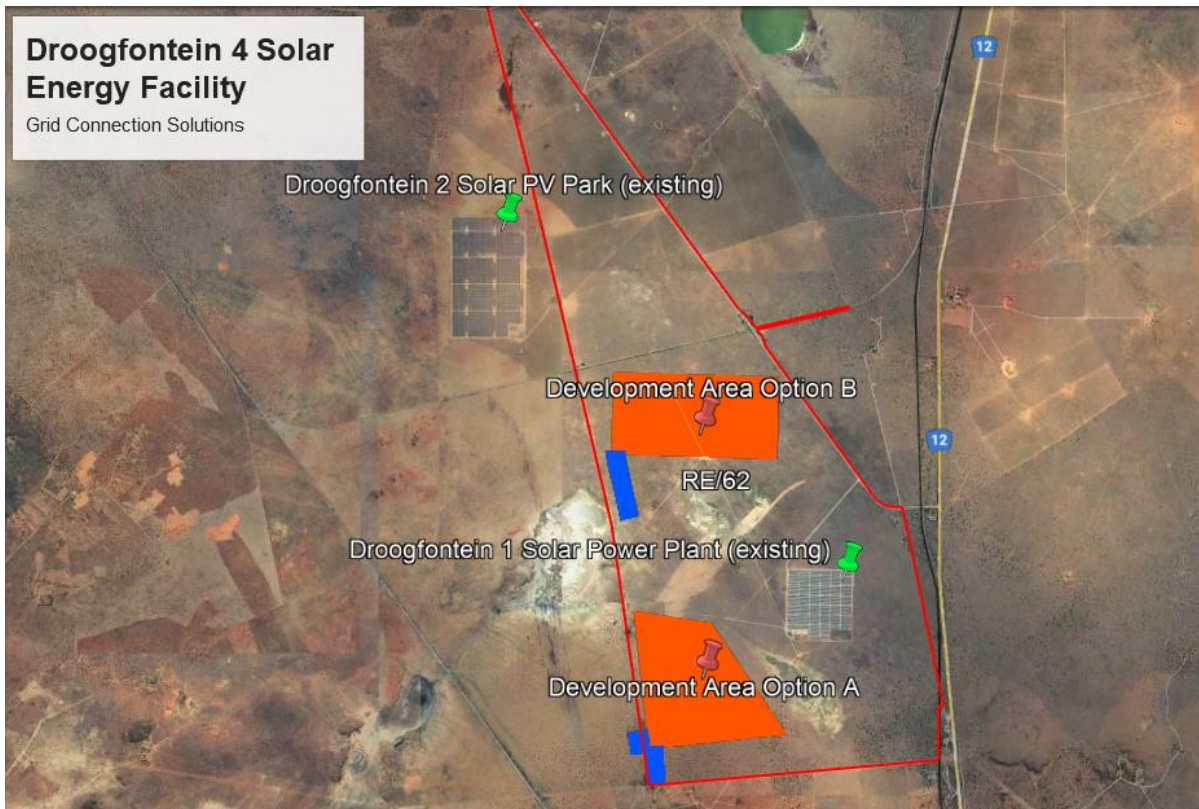 Droogfontein 4 Solar
Energy Facility
Grid Connection Solutions
12
Droogfontein 2 Solar PV Park (existing)
Development Area Option B
12
RE/62
Droogfontein 1 Solar Power Plant (existing)
Development Area Option A